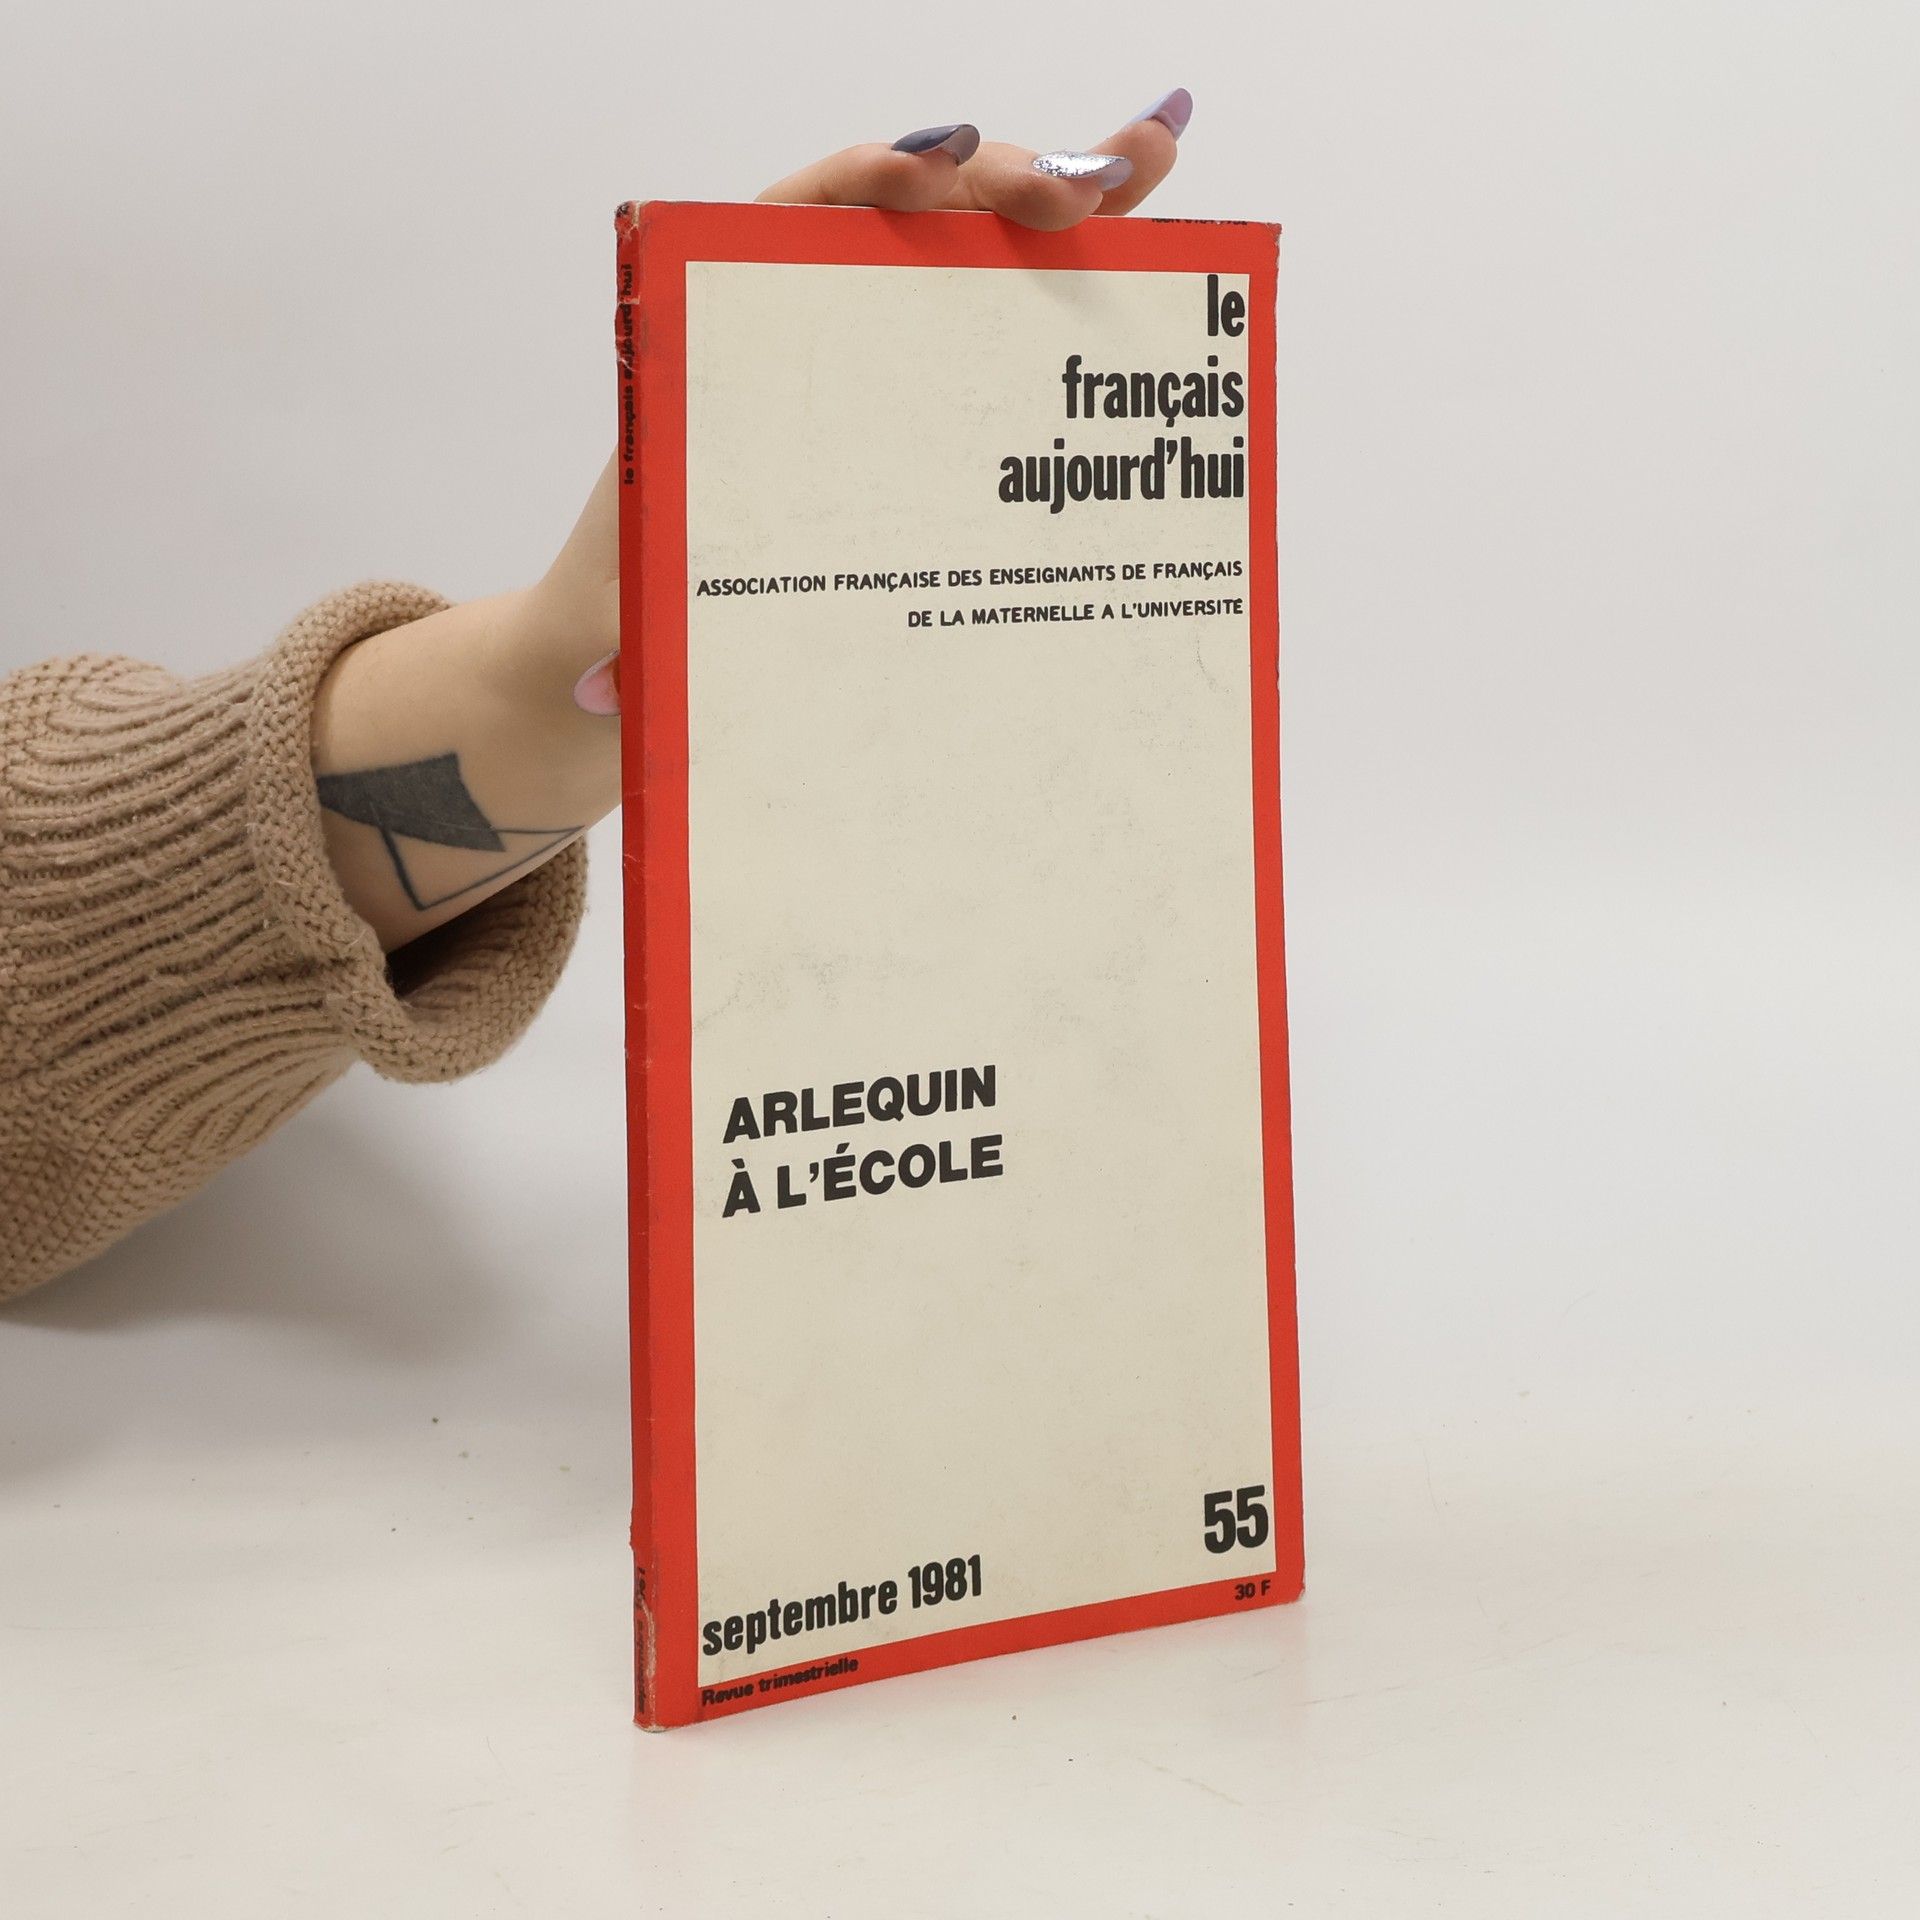 le
français
aujourd'hui
ASSOCIATION FRANÇAISE DES ENSEIGNANTS DE FRANÇAIS
DE LA MATERNELLE A L'UNIVERSITÉ
ARLEQUIN
À L'ÉCOLE
55
septembre 1981
30 F
Revue trimestrielle
le français aujourd'hui